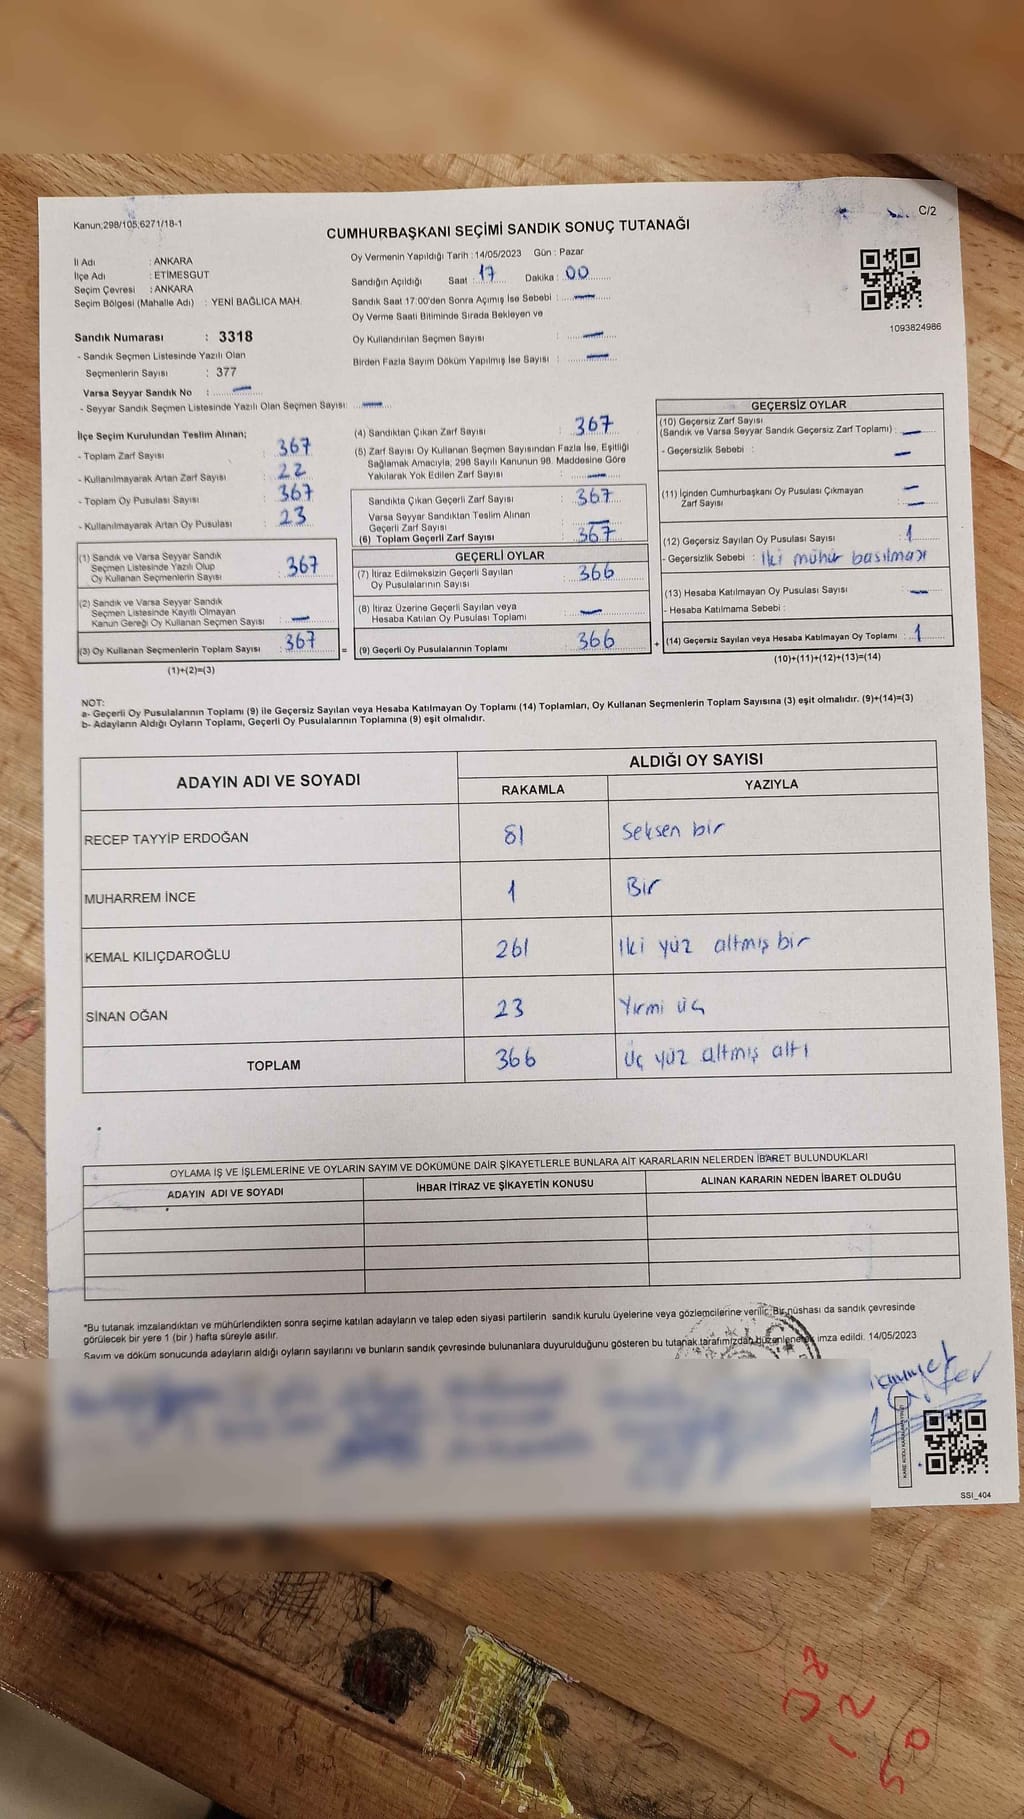 Kanun;298/105,6271/18-1
C/2
CUMHURBAŞKANI SEÇİMİ SANDIK SONUÇ TUTANAĞI
İl Adı : ANKARA
İlçe Adı : ETİMESGUT
Seçim Çevresi : ANKARA
Seçim Bölgesi (Mahalle Adı) : YENİ BAĞLICA MAH.
Sandık Numarası : 3318
- Sandık Seçmen Listesinde Yazılı Olan
Seçmenlerin Sayısı : 377
Varsa Seyyar Sandık No : —
- Seyyar Sandık Seçmen Listesinde Yazılı Olan Seçmen Sayısı: —
Oy Vermenin Yapıldığı Tarih : 14/05/2023 Gün : Pazar
Sandığın Açıldığı Saat : 17 Dakika : 00
Sandık Saat 17:00'den Sonra Açımış İse Sebebi : —
Oy Verme Saati Bitiminde Sırada Bekleyen ve
Oy Kullandırılan Seçmen Sayısı : —
Birden Fazla Sayım Döküm Yapılmış İse Sayısı : —
1093824986
İlçe Seçim Kurulundan Teslim Alınan;
- Toplam Zarf Sayısı : 367
- Kullanılmayarak Artan Zarf Sayısı : 22
- Toplam Oy Pusulası Sayısı : 367
- Kullanılmayarak Artan Oy Pusulası : 23
(1) Sandık ve Varsa Seyyar Sandık
Seçmen Listesinde Yazılı Olup
Oy Kullanan Seçmenlerin Sayısı : 367
(2) Sandık ve Varsa Seyyar Sandık
Seçmen Listesinde Kayıtlı Olmayan
Kanun Gereği Oy Kullanan Seçmen Sayısı : —
(3) Oy Kullanan Seçmenlerin Toplam Sayısı : 367
(1)+(2)=(3)
(4) Sandıktan Çıkan Zarf Sayısı : 367
(5) Zarf Sayısı Oy Kullanan Seçmen Sayısından Fazla İse, Eşitliği
Sağlamak Amacıyla, 298 Sayılı Kanunun 98. Maddesine Göre
Yakılarak Yok Edilen Zarf Sayısı : —
Sandıkta Çıkan Geçerli Zarf Sayısı : 367
Varsa Seyyar Sandıktan Teslim Alınan
Geçerli Zarf Sayısı : —
(6) Toplam Geçerli Zarf Sayısı : 367
GEÇERLİ OYLAR
(7) İtiraz Edilmeksizin Geçerli Sayılan
Oy Pusulalarının Sayısı : 366
(8) İtiraz Üzerine Geçerli Sayılan veya
Hesaba Katılan Oy Pusulası Toplamı : —
= (9) Geçerli Oy Pusulalarının Toplamı : 366 +
GEÇERSİZ OYLAR
(10) Geçersiz Zarf Sayısı
(Sandık ve Varsa Seyyar Sandık Geçersiz Zarf Toplamı) : —
- Geçersizlik Sebebi : —
(11) İçinden Cumhurbaşkanı Oy Pusulası Çıkmayan
Zarf Sayısı : —
(12) Geçersiz Sayılan Oy Pusulası Sayısı : 1
- Geçersizlik Sebebi : İki mühür basılması
(13) Hesaba Katılmayan Oy Pusulası Sayısı : —
- Hesaba Katılmama Sebebi :
(14) Geçersiz Sayılan veya Hesaba Katılmayan Oy Toplamı : 1
(10)+(11)+(12)+(13)=(14)
NOT:
a- Geçerli Oy Pusulalarının Toplamı (9) ile Geçersiz Sayılan veya Hesaba Katılmayan Oy Toplamı (14) Toplamları, Oy Kullanan Seçmenlerin Toplam Sayısına (3) eşit olmalıdır. (9)+(14)=(3)
b- Adayların Aldığı Oyların Toplamı, Geçerli Oy Pusulalarının Toplamına (9) eşit olmalıdır.
ADAYIN ADI VE SOYADI ALDIĞI OY SAYISI
RAKAMLA YAZIYLA
RECEP TAYYİP ERDOĞAN 81 Seksen bir
MUHARREM İNCE 1 Bir
KEMAL KILIÇDAROĞLU 261 İki yüz altmış bir
SİNAN OĞAN 23 Yirmi üç
TOPLAM 366 Üç yüz altmış altı
OYLAMA İŞ VE İŞLEMLERİNE VE OYLARIN SAYIM VE DÖKÜMÜNE DAİR ŞİKAYETLERLE BUNLARA AİT KARARLARIN NELERDEN İBARET BULUNDUKLARI
ADAYIN ADI VE SOYADI İHBAR İTİRAZ VE ŞİKAYETİN KONUSU ALINAN KARARIN NEDEN İBARET OLDUĞU
*Bu tutanak imzalandıktan ve mühürlendikten sonra seçime katılan adayların ve talep eden siyasi partilerin sandık kurulu üyelerine veya gözlemcilerine verilir. Bir nüshası da sandık çevresinde
görülecek bir yere 1 (bir ) hafta süreyle asılır.
Sayım ve döküm sonucunda adayların aldığı oyların sayılarını ve bunların sandık çevresinde bulunanlara duyurulduğunu gösteren bu tutanak tarafımızdan düzenlenerek imza edildi. 14/05/2023
SSI_404
12
50